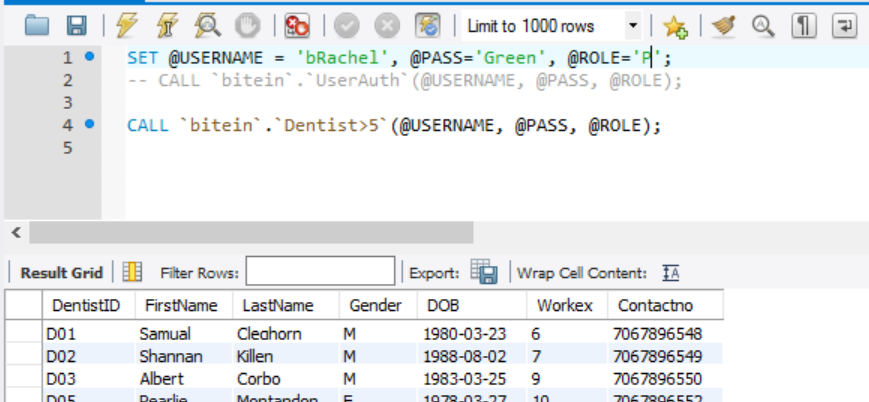 Limit to 1000 rows
1 SET @USERNAME = 'bRachel', @PASS='Green', @ROLE='P';
2 -- CALL `bitein`.`UserAuth`(@USERNAME, @PASS, @ROLE);
3
4 CALL `bitein`.`Dentist>5`(@USERNAME, @PASS, @ROLE);
5
Result Grid Filter Rows: Export: Wrap Cell Content:
DentistID FirstName LastName Gender DOB Workex Contactno
D01 Samual Cleghorn M 1980-03-23 6 7067896548
D02 Shannan Killen M 1988-08-02 7 7067896549
D03 Albert Corbo M 1983-03-25 9 7067896550
D05 Pearlie Montandon F 1978-03-27 10 7067896552